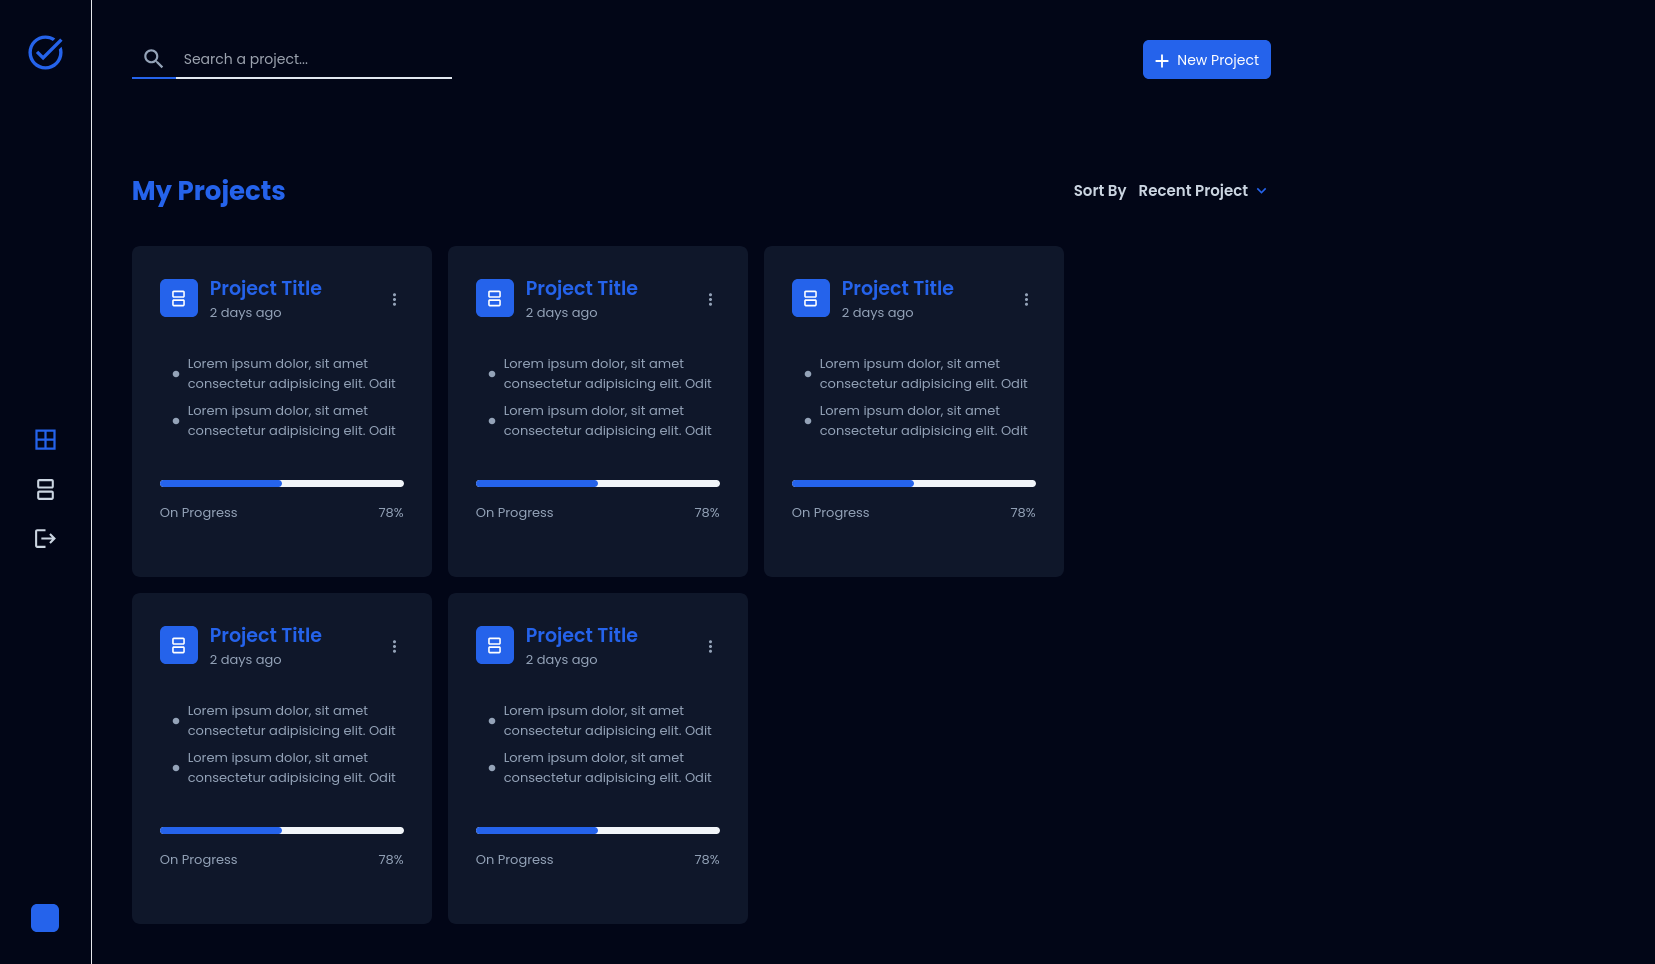 Search a project...
New Project
My Projects
Sort By Recent Project
Project Title
2 days ago
Lorem ipsum dolor, sit amet
consectetur adipisicing elit. Odit
Lorem ipsum dolor, sit amet
consectetur adipisicing elit. Odit
On Progress 78%
Project Title
2 days ago
Lorem ipsum dolor, sit amet
consectetur adipisicing elit. Odit
Lorem ipsum dolor, sit amet
consectetur adipisicing elit. Odit
On Progress 78%
Project Title
2 days ago
Lorem ipsum dolor, sit amet
consectetur adipisicing elit. Odit
Lorem ipsum dolor, sit amet
consectetur adipisicing elit. Odit
On Progress 78%
Project Title
2 days ago
Lorem ipsum dolor, sit amet
consectetur adipisicing elit. Odit
Lorem ipsum dolor, sit amet
consectetur adipisicing elit. Odit
On Progress 78%
Project Title
2 days ago
Lorem ipsum dolor, sit amet
consectetur adipisicing elit. Odit
Lorem ipsum dolor, sit amet
consectetur adipisicing elit. Odit
On Progress 78%